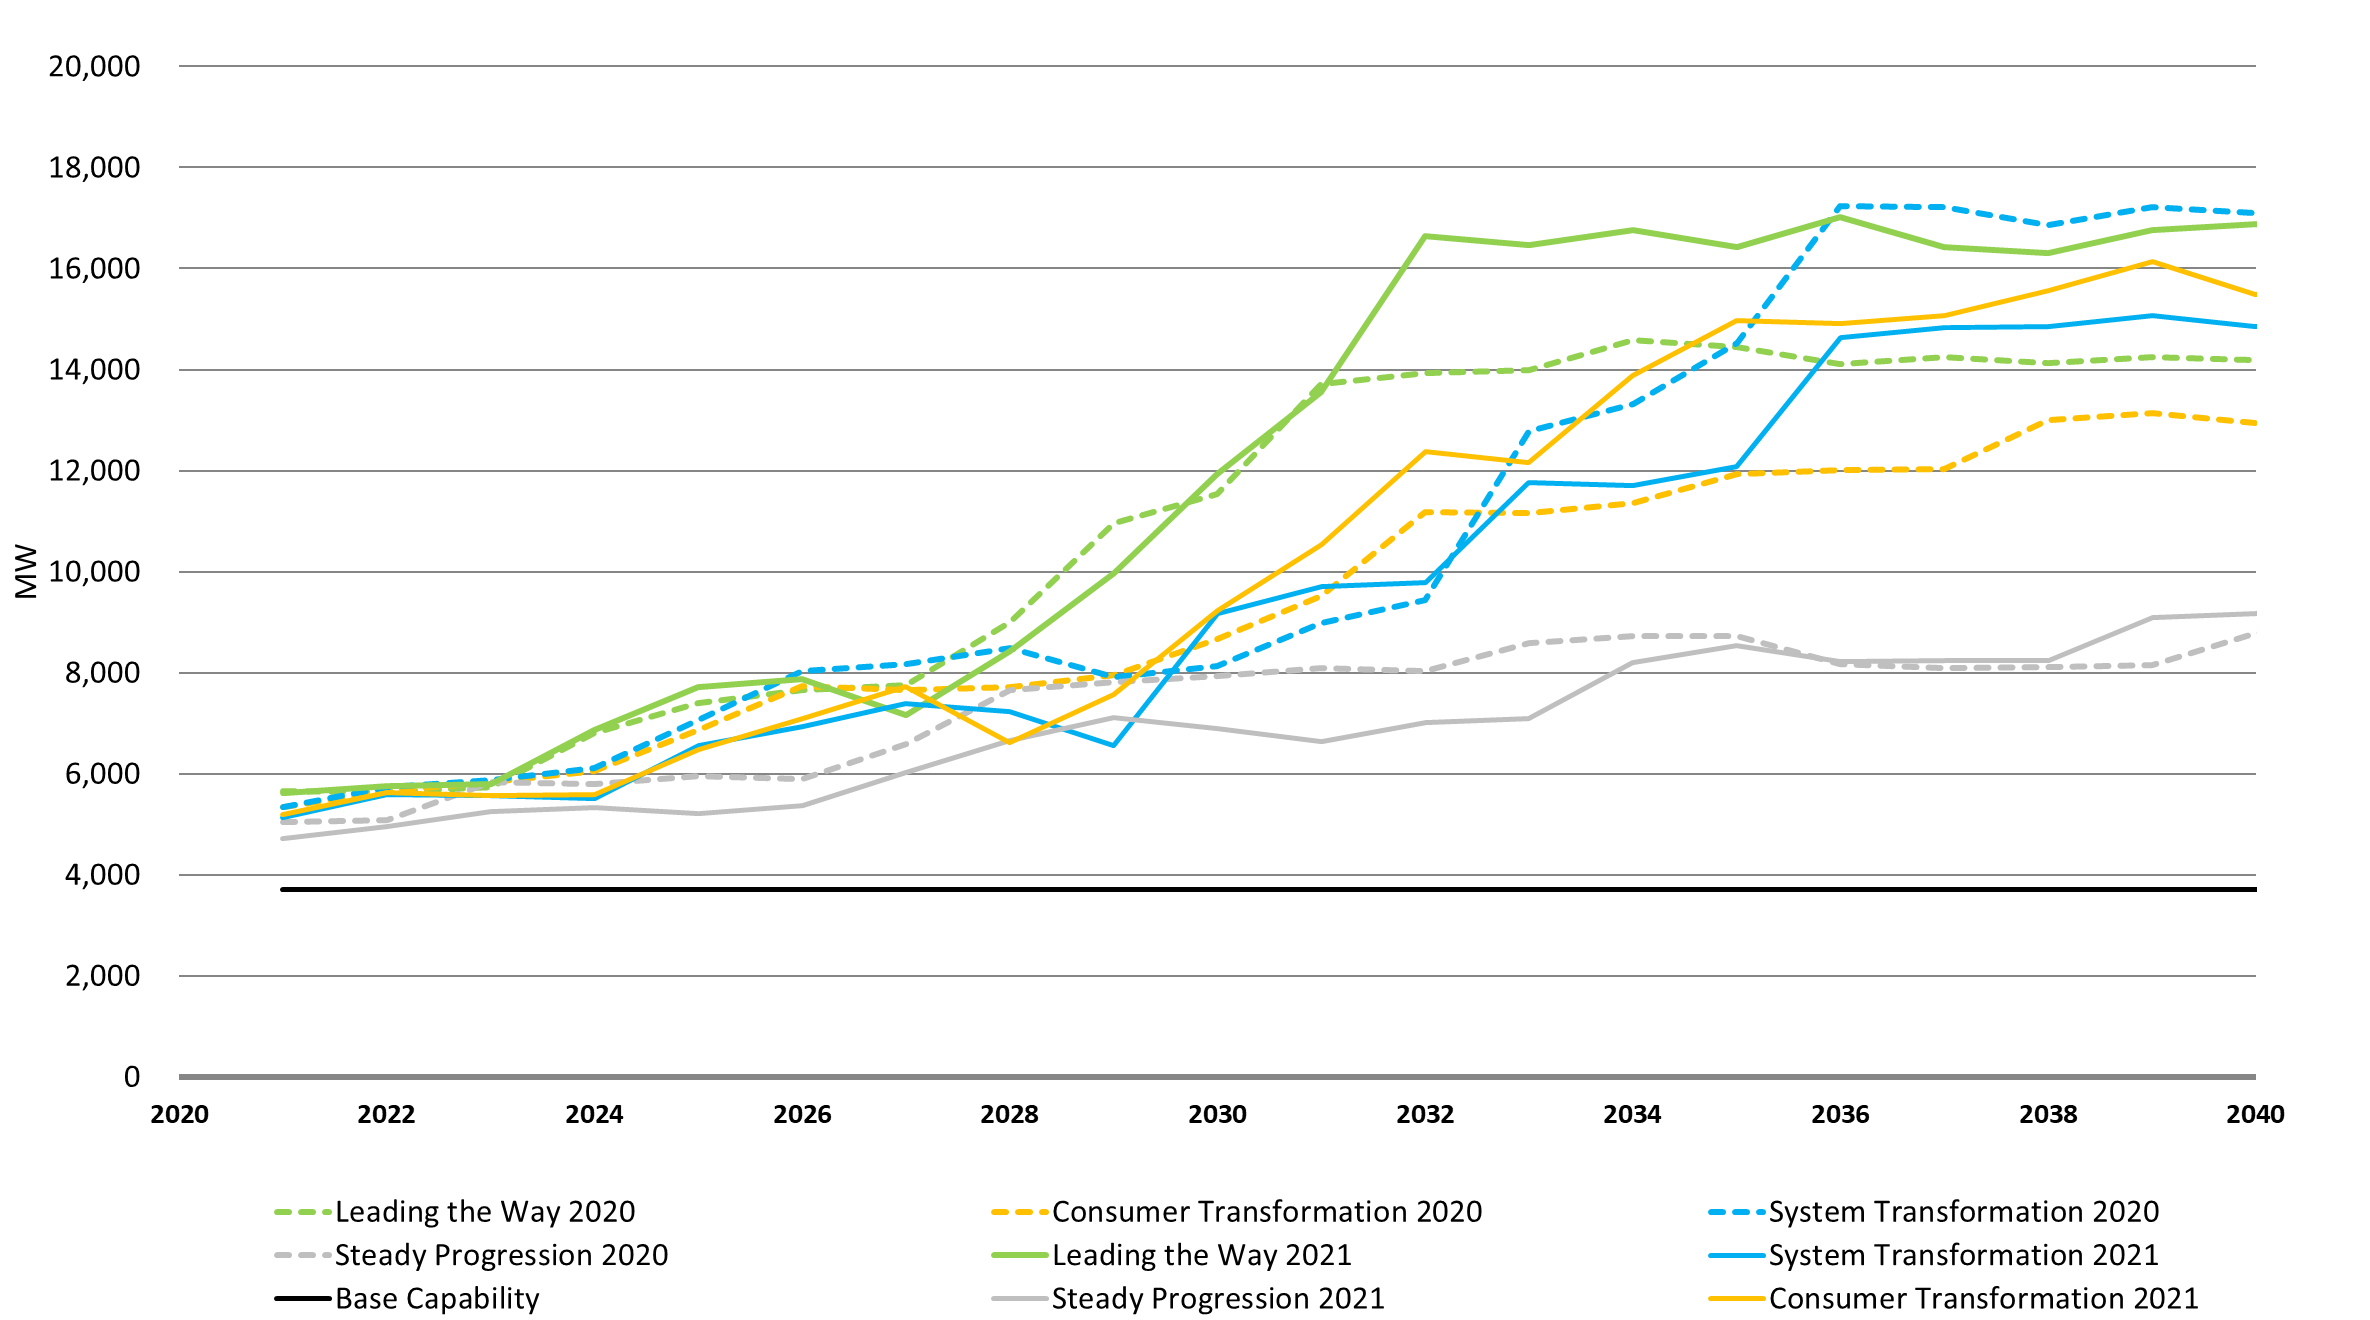 20,000
18,000
16,000
14,000
12,000
10,000
8,000
6,000
4,000
2,000
0
MW
2020 2022 2024 2026 2028 2030 2032 2034 2036 2038 2040
Leading the Way 2020 Consumer Transformation 2020 System Transformation 2020
Steady Progression 2020 Leading the Way 2021 System Transformation 2021
Base Capability Steady Progression 2021 Consumer Transformation 2021